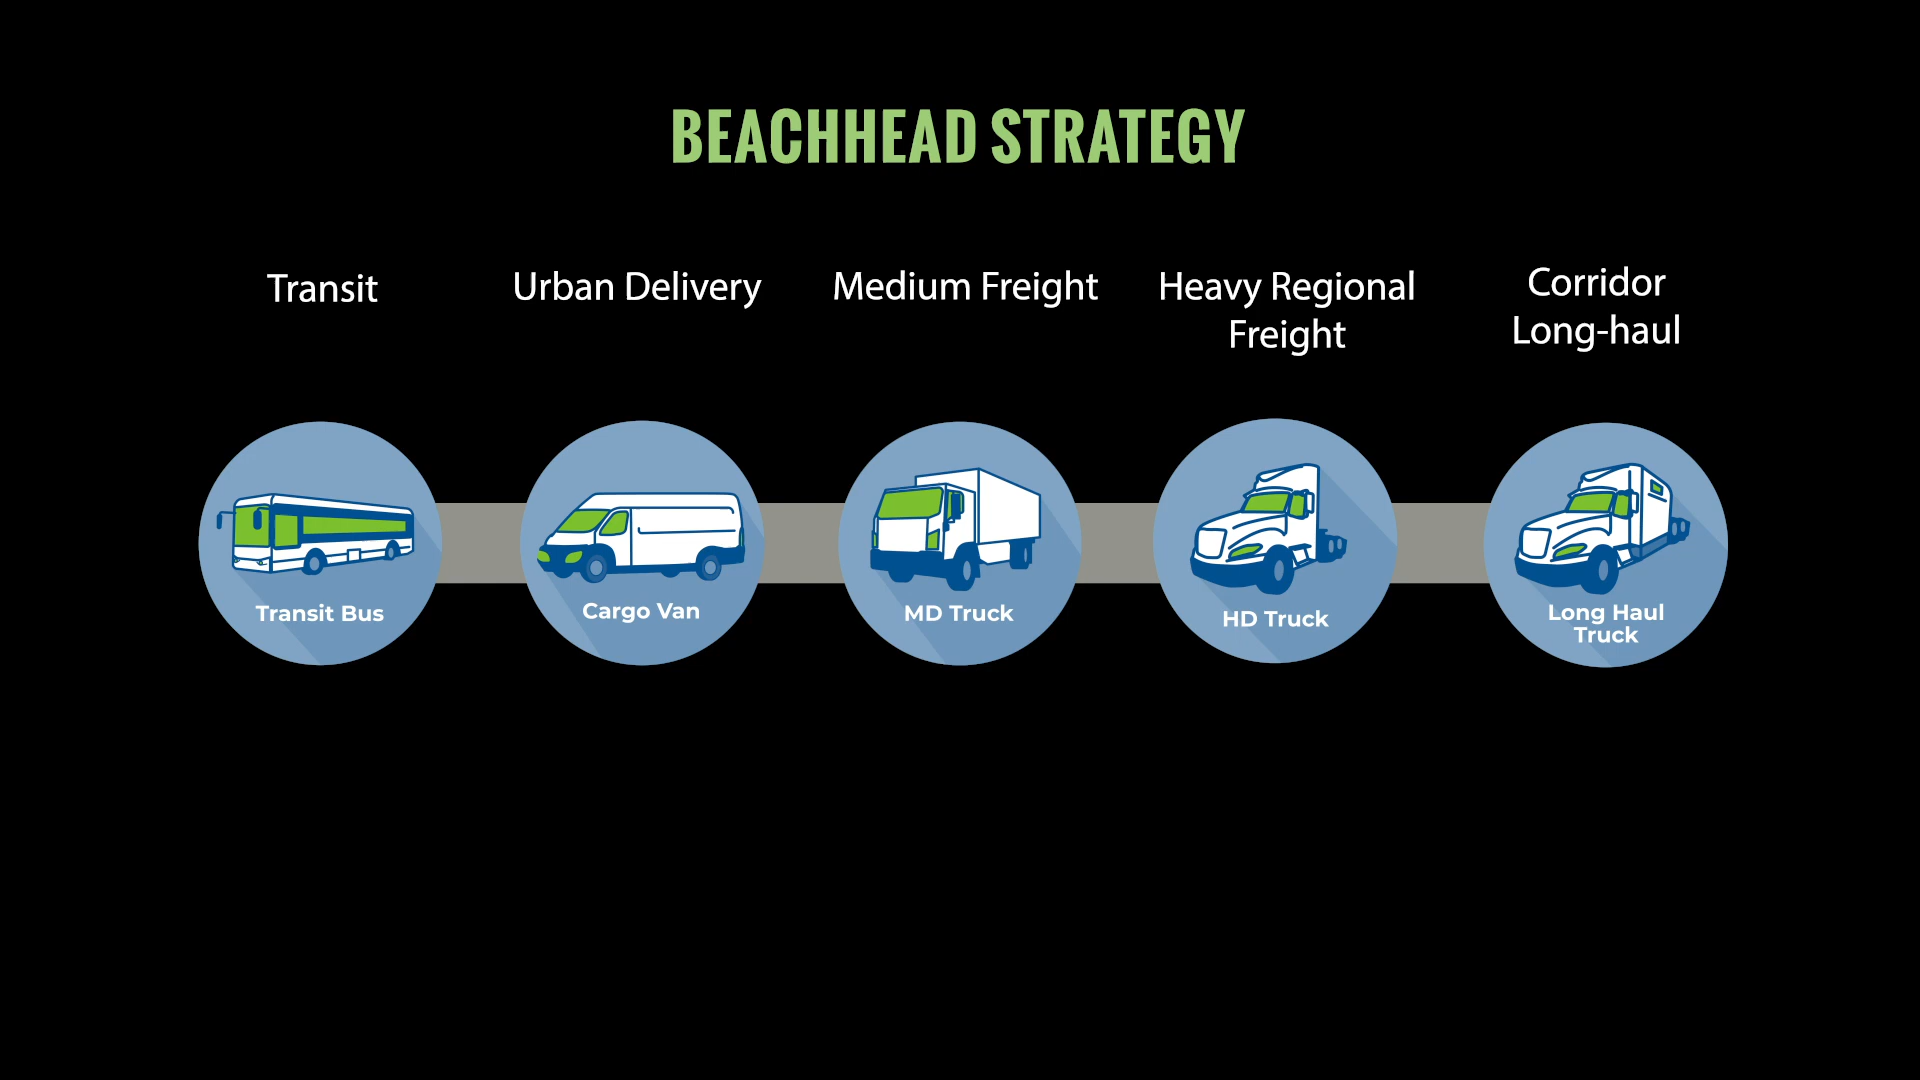 BEACHHEAD STRATEGY
Transit
Urban Delivery
Medium Freight
Heavy Regional
Freight
Corridor
Long-haul
Transit Bus
Cargo Van
MD Truck
HD Truck
Long Haul
Truck